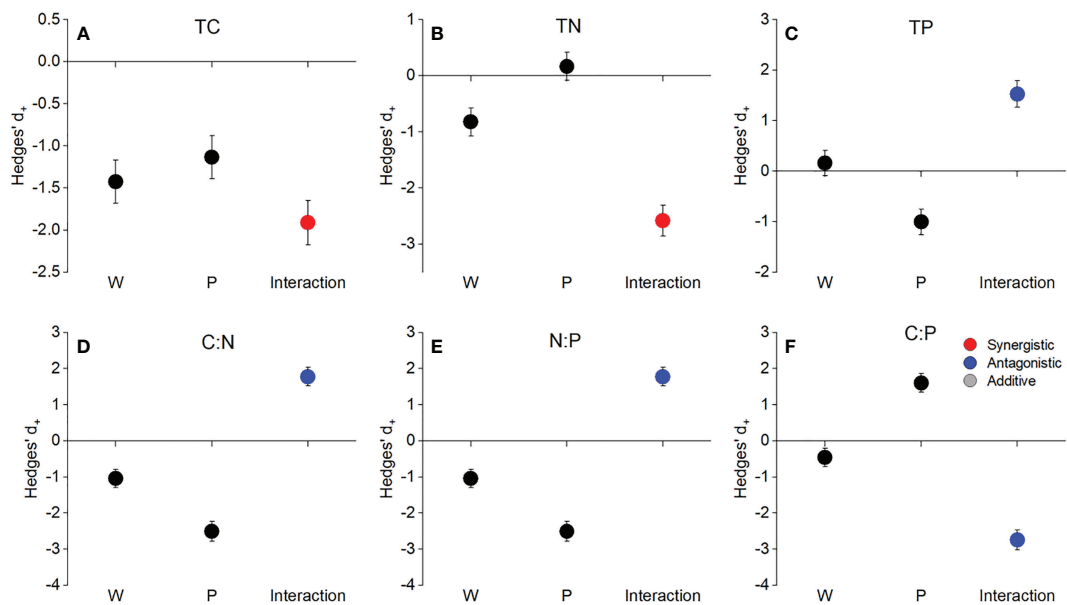 A
TC
Hedges' d+
0.5
0.0
-0.5
-1.0
-1.5
-2.0
-2.5
W P Interaction
B
TN
Hedges' d+
1
0
-1
-2
-3
W P Interaction
C
TP
Hedges' d+
3
2
1
0
-1
-2
W P Interaction
D
C:N
Hedges' d+
3
2
1
0
-1
-2
-3
-4
W P Interaction
E
N:P
Hedges' d+
3
2
1
0
-1
-2
-3
-4
W P Interaction
F
C:P
Synergistic
Antagonistic
Additive
Hedges' d+
3
2
1
0
-1
-2
-3
-4
W P Interaction